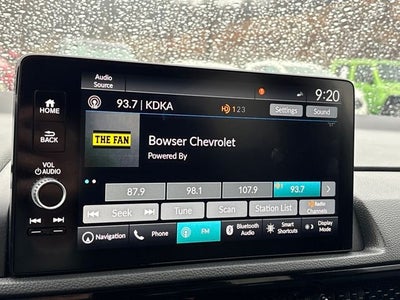 Audio
Source
9:20
93.7 | KDKA
HD 1 2 3
Settings
Sound
HOME
BACK
VOL
AUDIO
THE FAN
Bowser Chevrolet
Powered By
87.9
98.1
107.9
93.7
Seek
Tune
Scan
Station List
Radio
Channels
Navigation
Phone
FM
Bluetooth
Audio
Smart
Shortcuts
Display
Mode